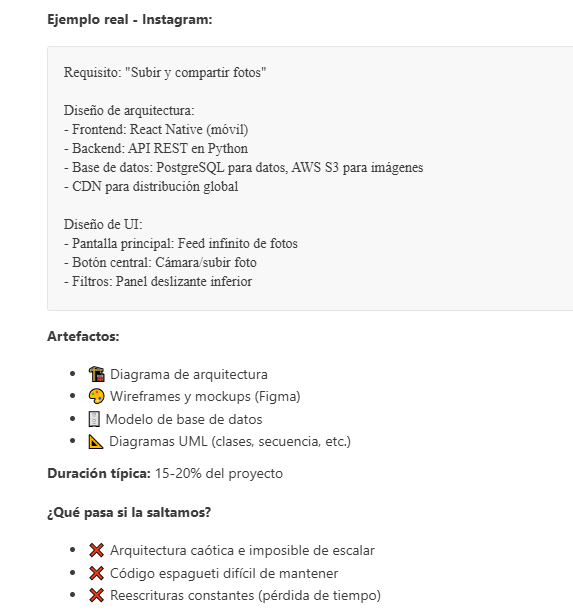 Ejemplo real - Instagram:
Requisito: "Subir y compartir fotos"
Diseño de arquitectura:
- Frontend: React Native (móvil)
- Backend: API REST en Python
- Base de datos: PostgreSQL para datos, AWS S3 para imágenes
- CDN para distribución global
Diseño de UI:
- Pantalla principal: Feed infinito de fotos
- Botón central: Cámara/subir foto
- Filtros: Panel deslizante inferior
Artefactos:
• 🏗️ Diagrama de arquitectura
• 🎨 Wireframes y mockups (Figma)
• 🗄️ Modelo de base de datos
• 📐 Diagramas UML (clases, secuencia, etc.)
Duración típica: 15-20% del proyecto
¿Qué pasa si la saltamos?
• ❌ Arquitectura caótica e imposible de escalar
• ❌ Código espagueti difícil de mantener
• ❌ Reescrituras constantes (pérdida de tiempo)